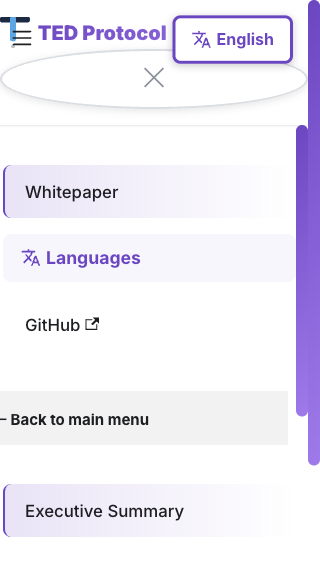 TED Protocol
English
Whitepaper
Languages
GitHub
Back to main menu
Executive Summary